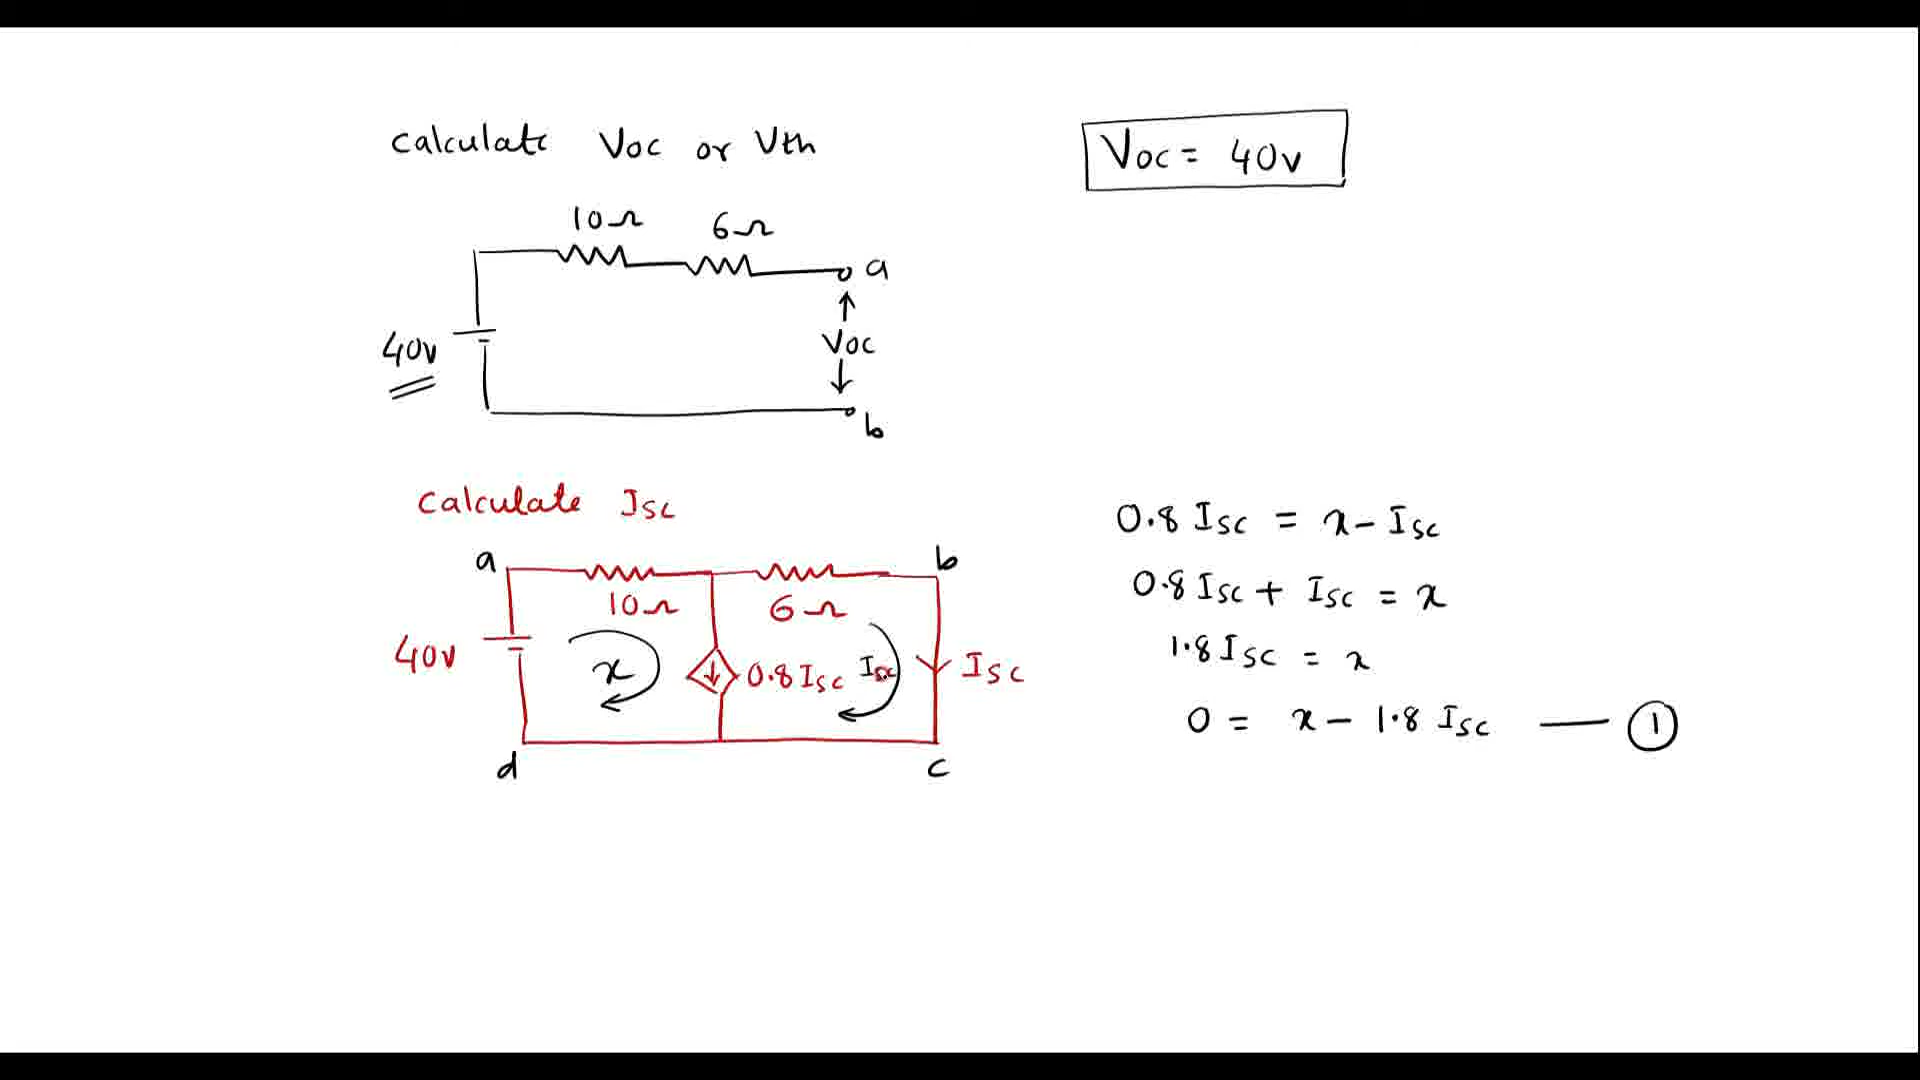 Calculate Voc or Vth
Voc = 40v
10Ω 6Ω
a
40v
Voc
b
Calculate Isc
a b
10Ω 6Ω
40v x 0.8 Isc Isc Isc
d c
0.8 Isc = x - Isc
0.8 Isc + Isc = x
1.8 Isc = x
0 = x - 1.8 Isc — ①